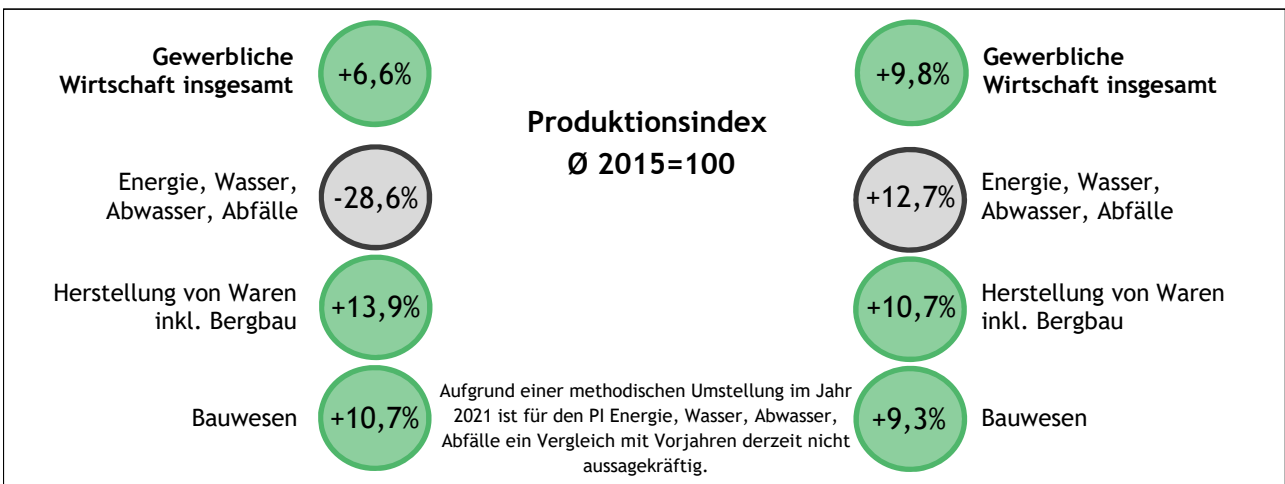 Gewerbliche
Wirtschaft insgesamt
+6,6%
Energie, Wasser,
Abwasser, Abfälle
-28,6%
Herstellung von Waren
inkl. Bergbau
+13,9%
Bauwesen
+10,7%
Produktionsindex
Ø 2015=100
Aufgrund einer methodischen Umstellung im Jahr
2021 ist für den PI Energie, Wasser, Abwasser,
Abfälle ein Vergleich mit Vorjahren derzeit nicht
aussagekräftig.
+9,8%
Gewerbliche
Wirtschaft insgesamt
+12,7%
Energie, Wasser,
Abwasser, Abfälle
+10,7%
Herstellung von Waren
inkl. Bergbau
+9,3%
Bauwesen